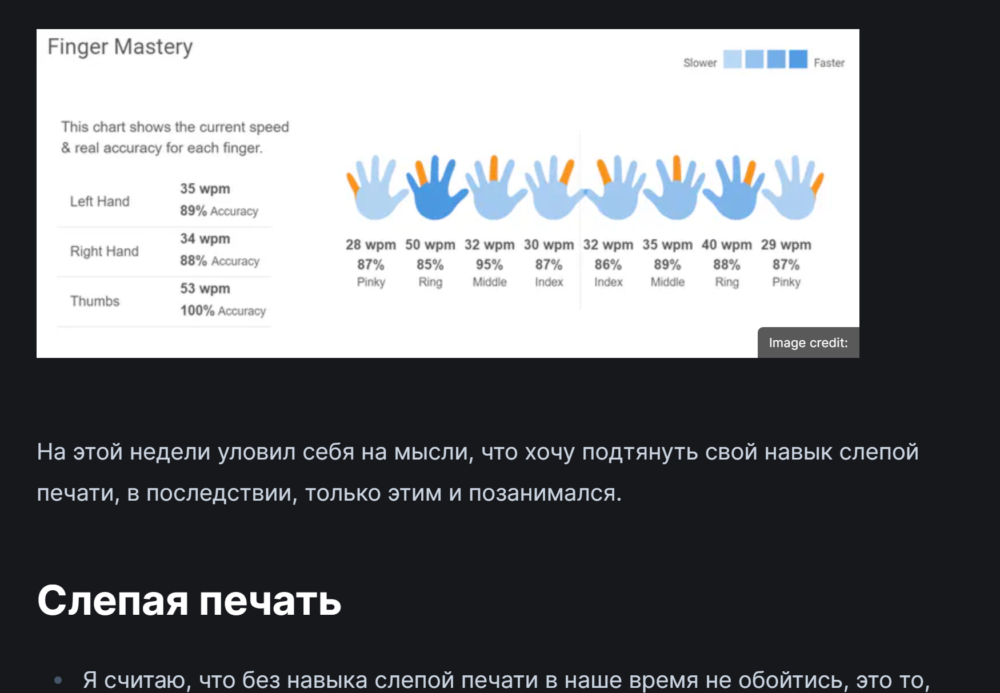 Finger Mastery
Slower Faster
This chart shows the current speed
& real accuracy for each finger.
Left Hand
35 wpm
89% Accuracy
Right Hand
34 wpm
88% Accuracy
Thumbs
53 wpm
100% Accuracy
28 wpm 50 wpm 32 wpm 30 wpm 32 wpm 35 wpm 40 wpm 29 wpm
87% 85% 95% 87% 86% 89% 88% 87%
Pinky Ring Middle Index Index Middle Ring Pinky
Image credit:
На этой недели уловил себя на мысли, что хочу подтянуть свой навык слепой
печати, в последствии, только этим и позанимался.
Слепая печать
Я считаю, что без навыка слепой печати в наше время не обойтись, это то,